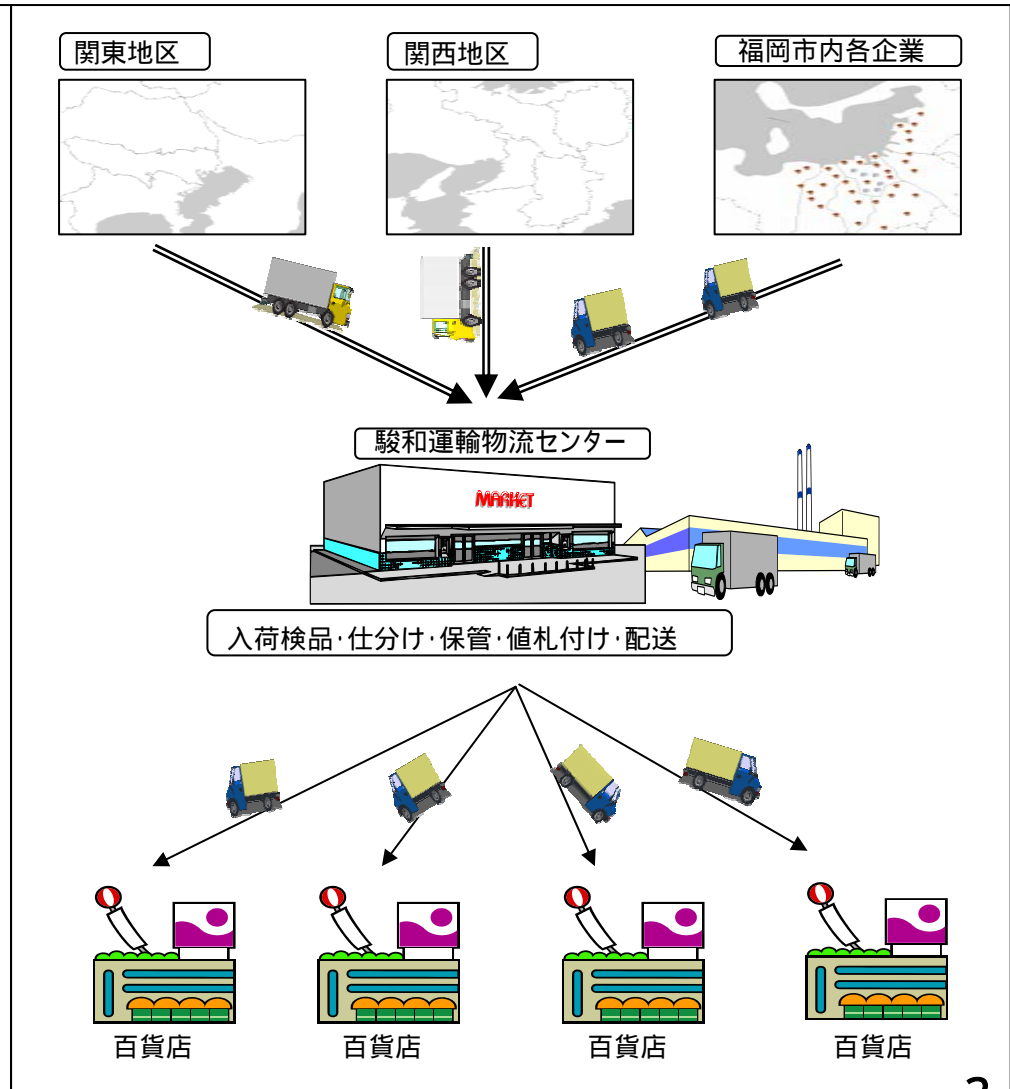 関東地区
関西地区
福岡市内各企業
駿和運輸物流センター
MARKET
入荷検品・仕分け・保管・値札付け・配送
百貨店
百貨店
百貨店
百貨店